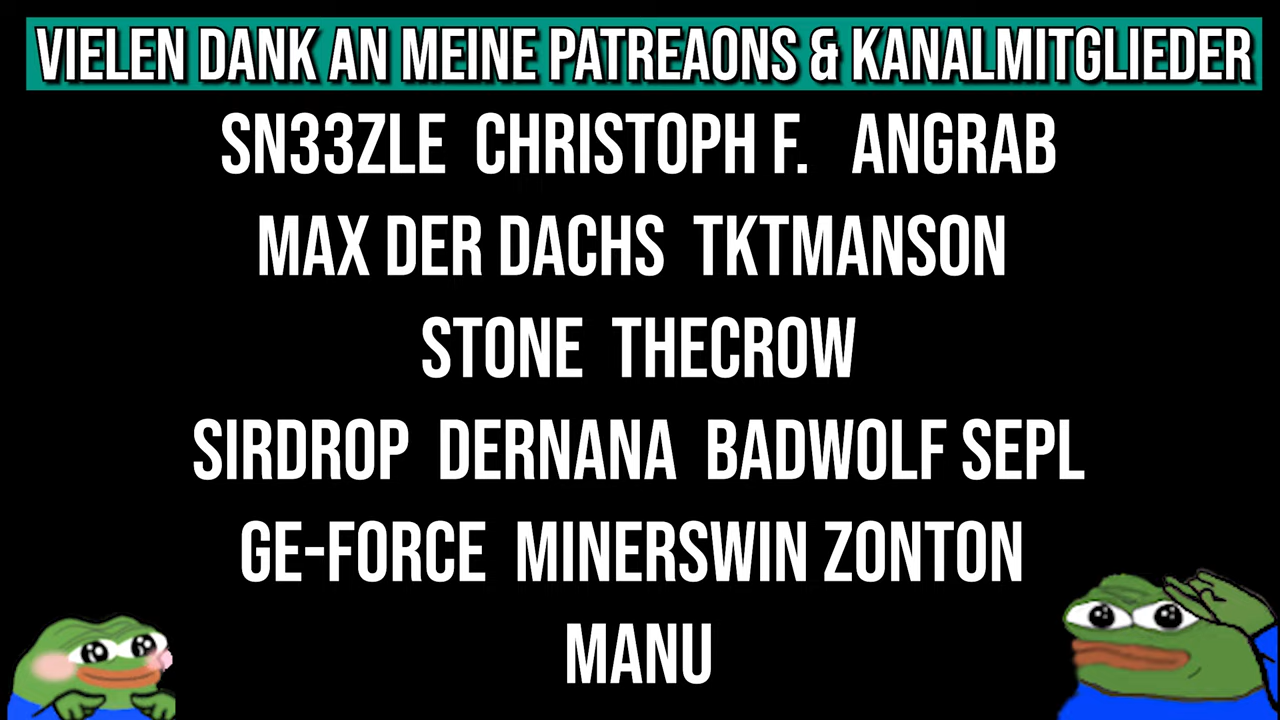 VIELEN DANK AN MEINE PATREAONS & KANALMITGLIEDER
SN33ZLE CHRISTOPH F. ANGRAB
MAX DER DACHS TKTMANSON
STONE THECROW
SIRDROP DERNANA BADWOLF SEPL
GE-FORCE MINERSWIN ZONTON
MANU